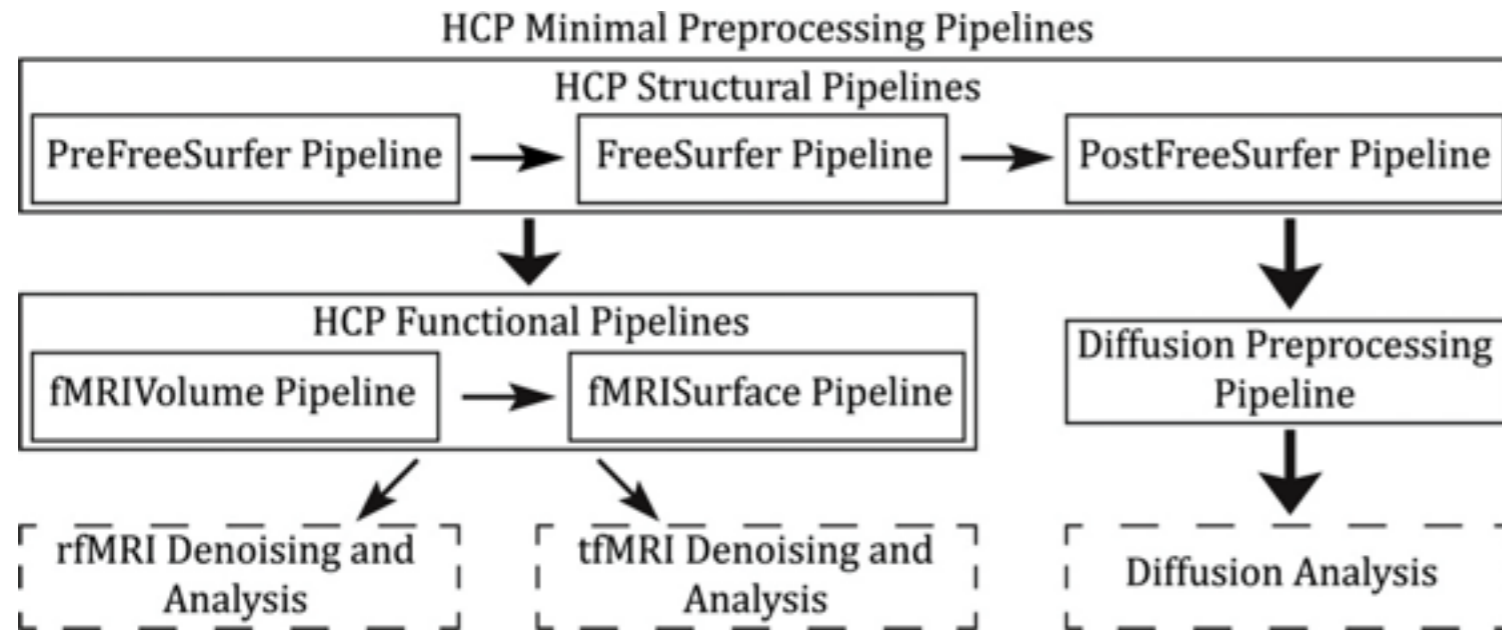 HCP Minimal Preprocessing Pipelines
HCP Structural Pipelines
PreFreeSurfer Pipeline
FreeSurfer Pipeline
PostFreeSurfer Pipeline
HCP Functional Pipelines
fMRIVolume Pipeline
fMRISurface Pipeline
Diffusion Preprocessing
Pipeline
rfMRI Denoising and
Analysis
tfMRI Denoising and
Analysis
Diffusion Analysis